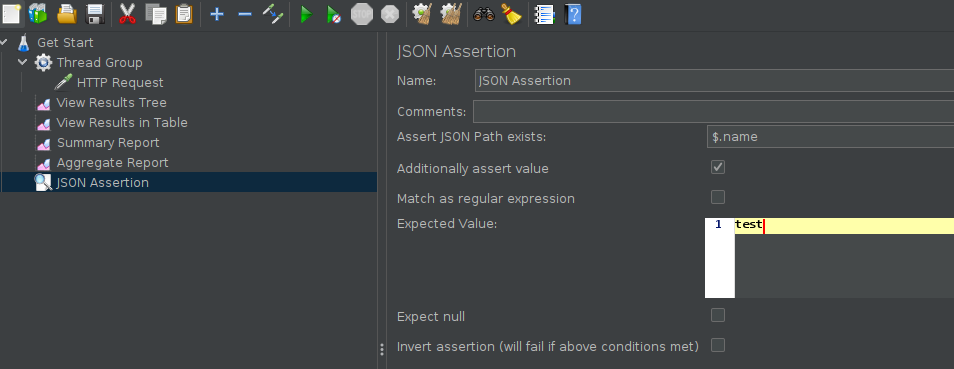 STOP
Get Start
Thread Group
HTTP Request
View Results Tree
View Results in Table
Summary Report
Aggregate Report
JSON Assertion
JSON Assertion
Name: JSON Assertion
Comments:
Assert JSON Path exists: $.name
Additionally assert value
Match as regular expression
Expected Value: 1 test
Expect null
Invert assertion (will fail if above conditions met)